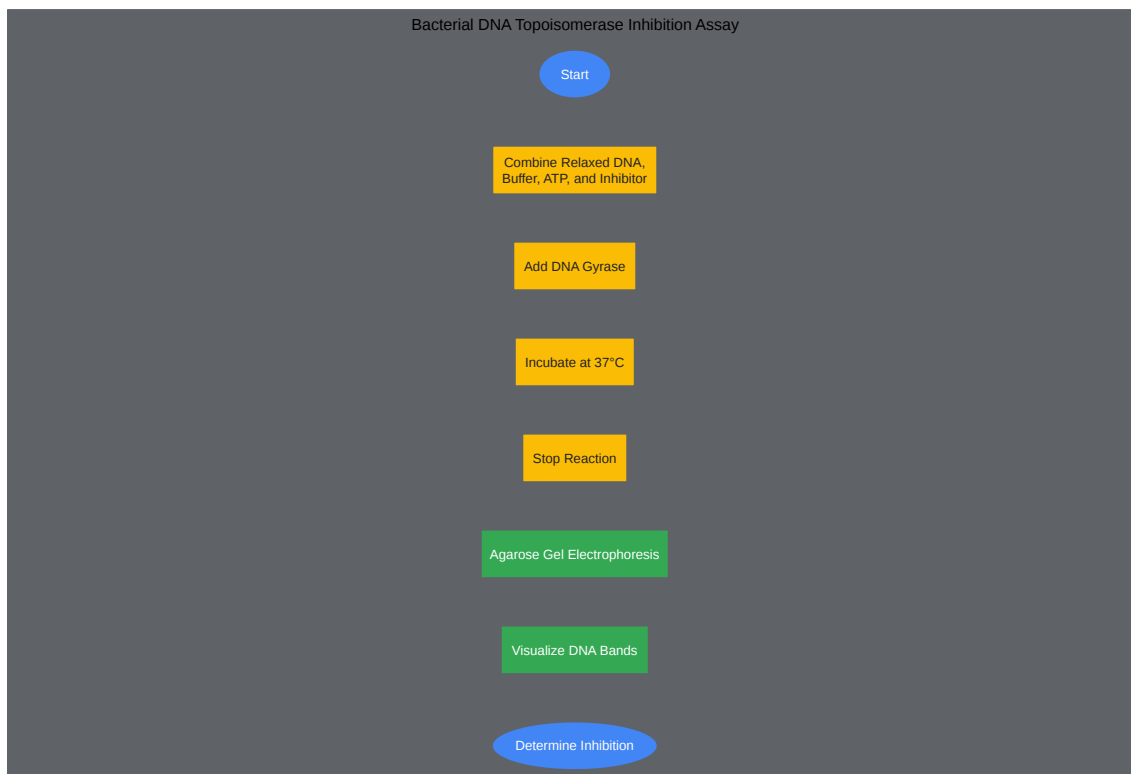 Bacterial DNA Topoisomerase Inhibition Assay
Start
Combine Relaxed DNA,
Buffer, ATP, and Inhibitor
Add DNA Gyrase
Incubate at 37°C
Stop Reaction
Agarose Gel Electrophoresis
Visualize DNA Bands
Determine Inhibition